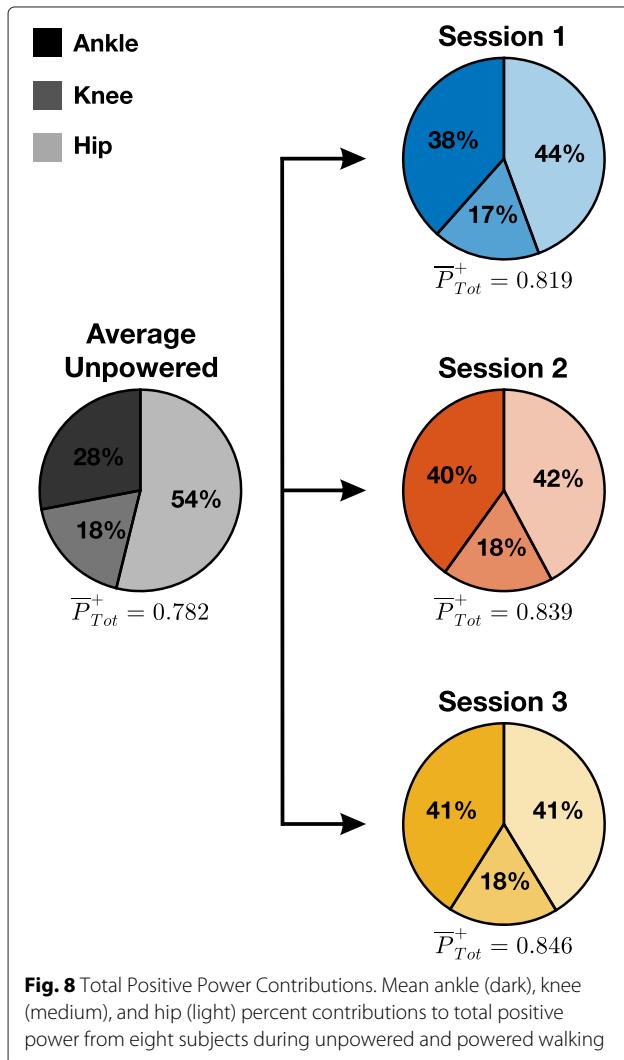 Ankle
Knee
Hip
Session 1
38%
44%
17%
P̅⁺Tot = 0.819
Average
Unpowered
28%
54%
18%
P̅⁺Tot = 0.782
Session 2
40%
42%
18%
P̅⁺Tot = 0.839
Session 3
41%
41%
18%
P̅⁺Tot = 0.846
Fig. 8 Total Positive Power Contributions. Mean ankle (dark), knee
(medium), and hip (light) percent contributions to total positive
power from eight subjects during unpowered and powered walking